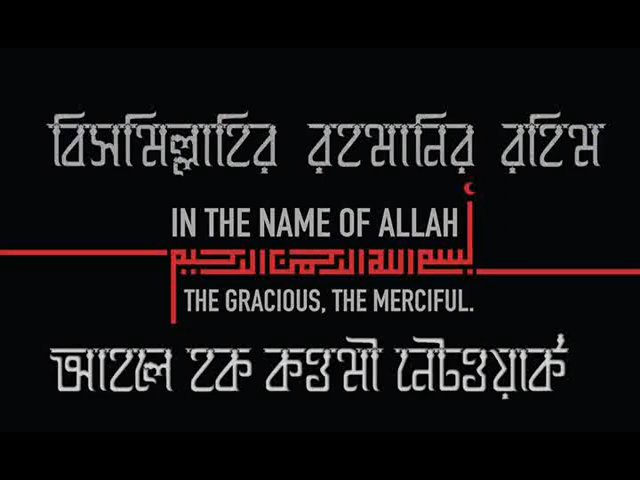 বিসমিল্লাহির রহমানির রহিম
IN THE NAME OF ALLAH
بسم الله الرحمن الرحيم
THE GRACIOUS, THE MERCIFUL.
আহলে হক কওমী নেটওয়ার্ক